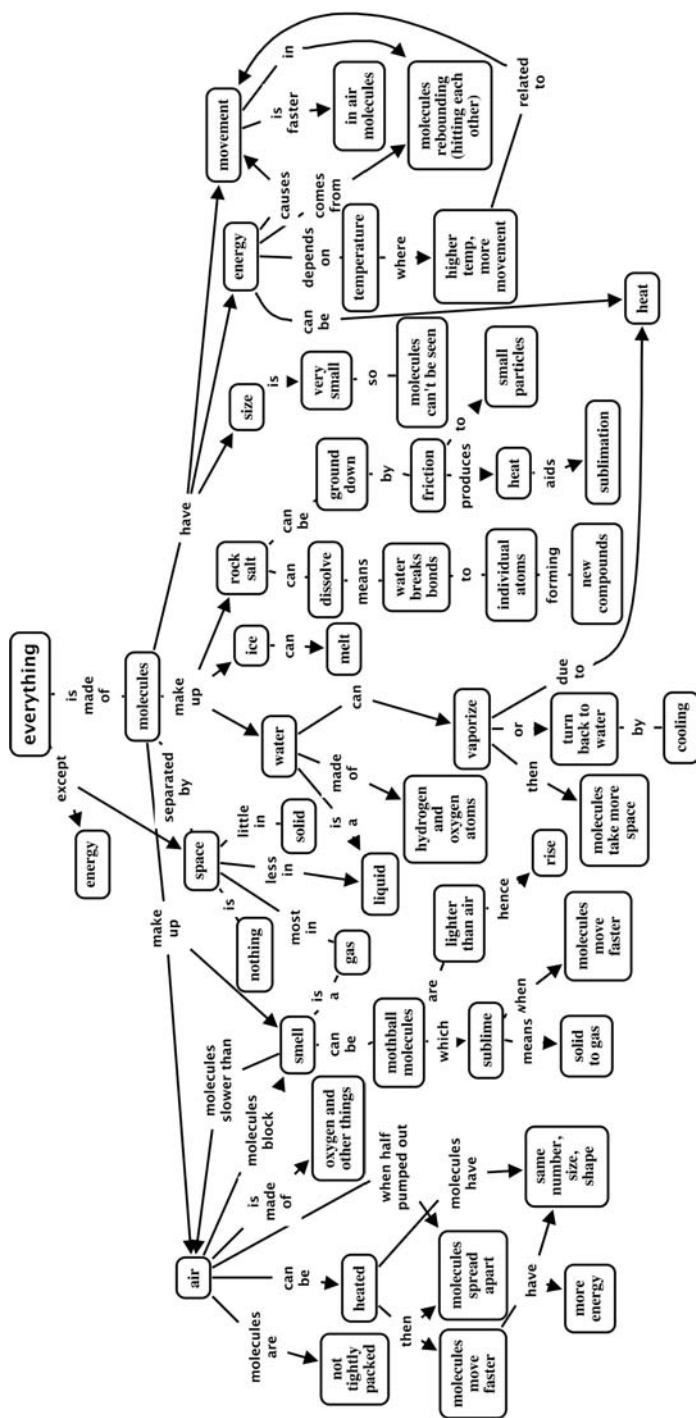 everything
is made
of
except
energy
molecules
have
make
up
separated
by
make
up
space
is
nothing
little
in
solid
less
in
liquid
most
in
gas
air
molecules
are
not
tightly
packed
can
be
heated
then
molecules
move
faster
molecules
spread
apart
molecules
have
same
number,
size,
shape
have
more
energy
when half
pumped out
is made
of
oxygen and
other things
molecules
block
molecules
slower than
smell
is
a
can
be
mothball
molecules
which
are
lighter
than air
hence
rise
sublime
means
solid
to gas
when
molecules
move
faster
water
is
a
made
of
hydrogen
and
oxygen
atoms
can
vaporize
then
molecules
take more
space
or
turn
back to
water
by
cooling
due
to
ice
can
melt
rock
salt
can
dissolve
means
water
breaks
bonds
to
individual
atoms
forming
new
compounds
can
be
ground
down
by
friction
to
small
particles
produces
heat
aids
sublimation
size
is
very
small
so
molecules
can't be seen
energy
can
be
heat
depends
on
temperature
where
higher
temp,
more
movement
related
to
comes
from
causes
movement
is
faster
in air
molecules
in
molecules
rebounding
(hitting each
other)